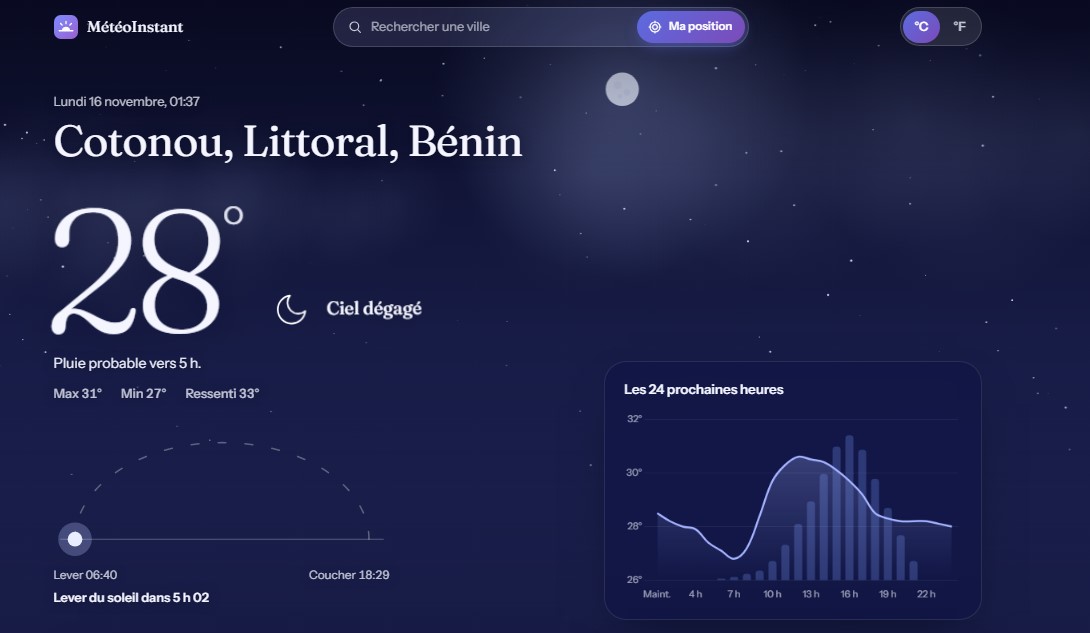 MétéoInstant
Rechercher une ville
Ma position
°C
°F
Lundi 16 novembre, 01:37
Cotonou, Littoral, Bénin
28°
Ciel dégagé
Pluie probable vers 5 h.
Max 31° Min 27° Ressenti 33°
Lever 06:40
Coucher 18:29
Lever du soleil dans 5 h 02
Les 24 prochaines heures
32°
30°
28°
26°
Maint. 4 h 7 h 10 h 13 h 16 h 19 h 22 h